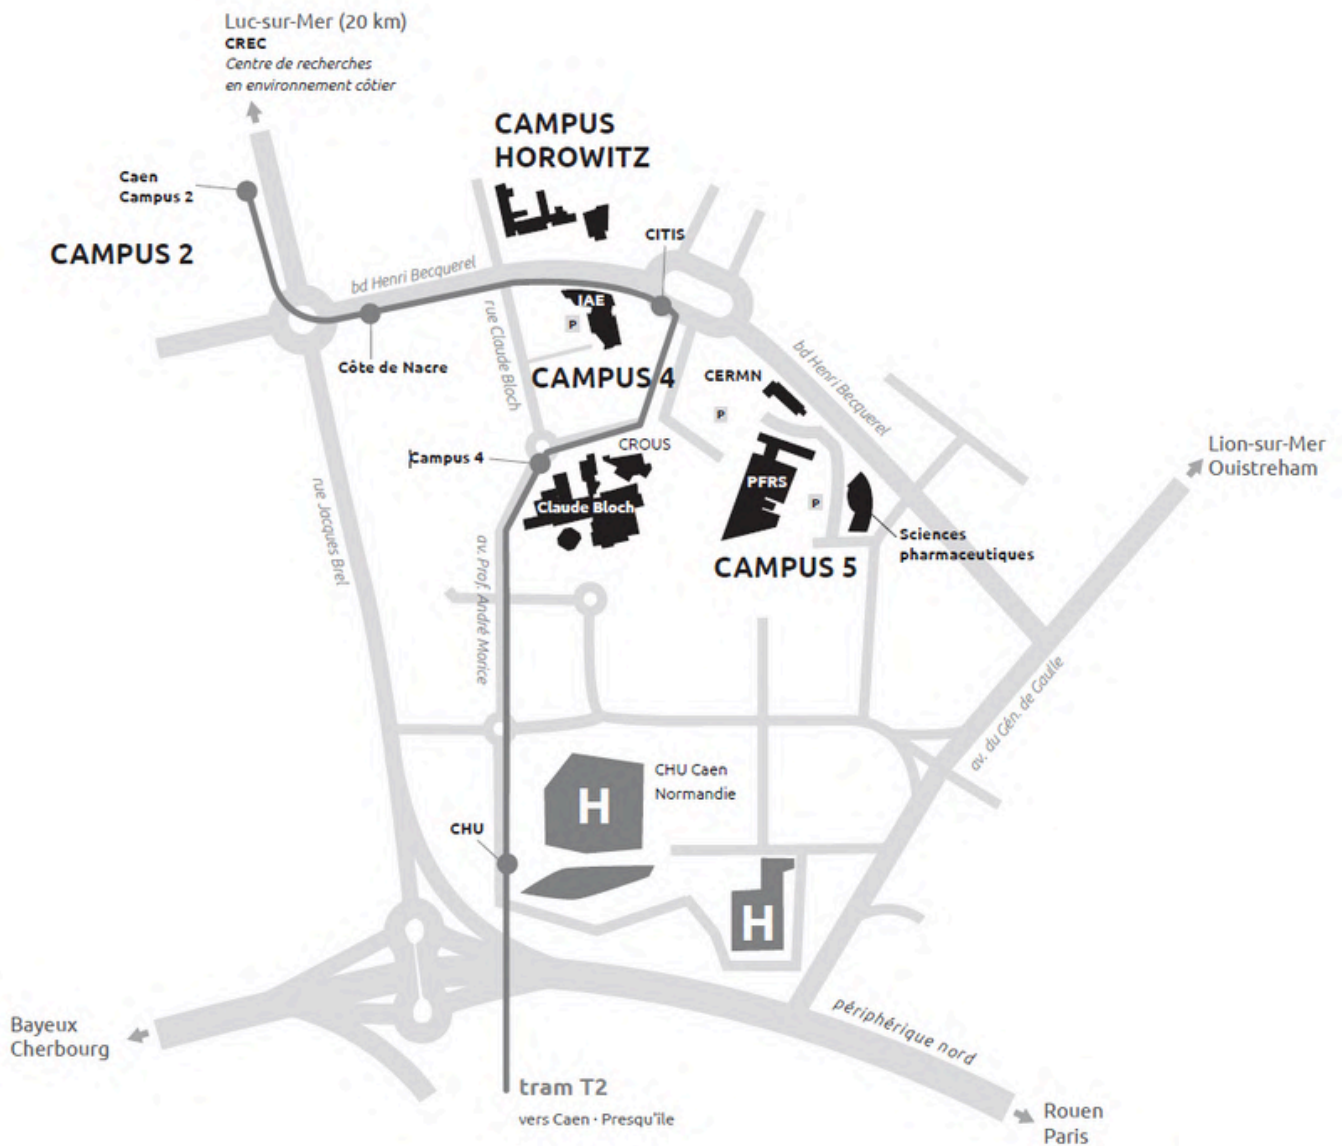 Luc-sur-Mer (20 km)
CREC
Centre de recherches
en environnement côtier
CAMPUS
HOROWITZ
Caen
Campus 2
CITIS
CAMPUS 2
bd Henri Becquerel
IAE
P
rue Claude Bloch
bd Henri Becquerel
Côte de Nacre
CAMPUS 4
CERMN
P
CROUS
Campus 4
Lion-sur-Mer
Ouistreham
PFRS
P
Claude Bloch
rue Jacques Brel
Sciences
pharmaceutiques
CAMPUS 5
av. Prof. André Morice
av. du Gén. de Gaulle
CHU Caen
Normandie
H
CHU
H
Bayeux
Cherbourg
périphérique nord
tram T2
vers Caen · Presqu'île
Rouen
Paris